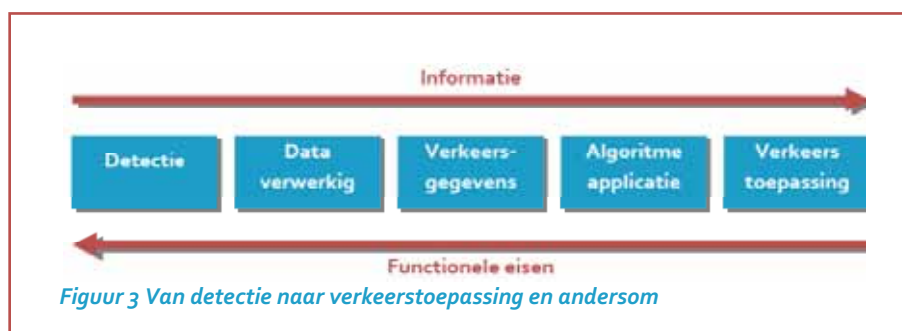 Informatie
Detectie
Data
verwerkig
Verkeers-
gegevens
Algoritme
applicatie
Verkeers
toepassing
Functionele eisen
Figuur 3 Van detectie naar verkeerstoepassing en andersom